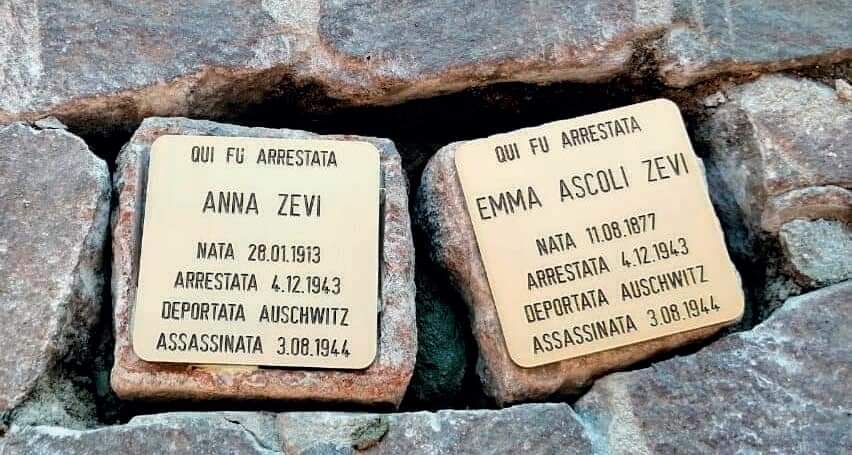 QUI FU ARRESTATA
ANNA ZEVI
NATA 28.01.1913
ARRESTATA 4.12.1943
DEPORTATA AUSCHWITZ
ASSASSINATA 3.08.1944
QUI FU ARRESTATA
EMMA ASCOLI ZEVI
NATA 11.08.1877
ARRESTATA 4.12.1943
DEPORTATA AUSCHWITZ
ASSASSINATA 3.08.1944